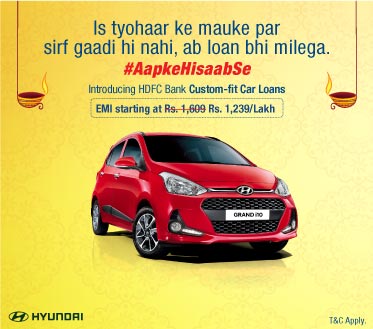 Is tyohaar ke mauke par
sirf gaadi hi nahi, ab loan bhi milega.
#AapkeHisaabSe
Introducing HDFC Bank Custom-fit Car Loans
EMI starting at Rs. 1,609 Rs. 1,239/Lakh
GRAND i10
HYUNDAI
T&C Apply.